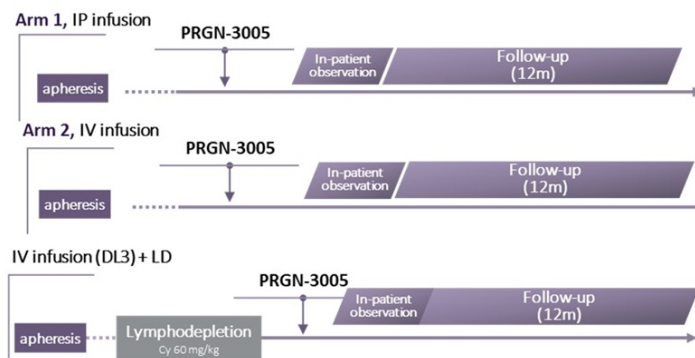 Arm 1, IP infusion
PRGN-3005
In-patient
observation
Follow-up
(12m)
apheresis
Arm 2, IV infusion
PRGN-3005
In-patient
observation
Follow-up
(12m)
apheresis
IV infusion (DL3) + LD
PRGN-3005
In-patient
observation
Follow-up
(12m)
apheresis
Lymphodepletion
Cy 60 mg/kg